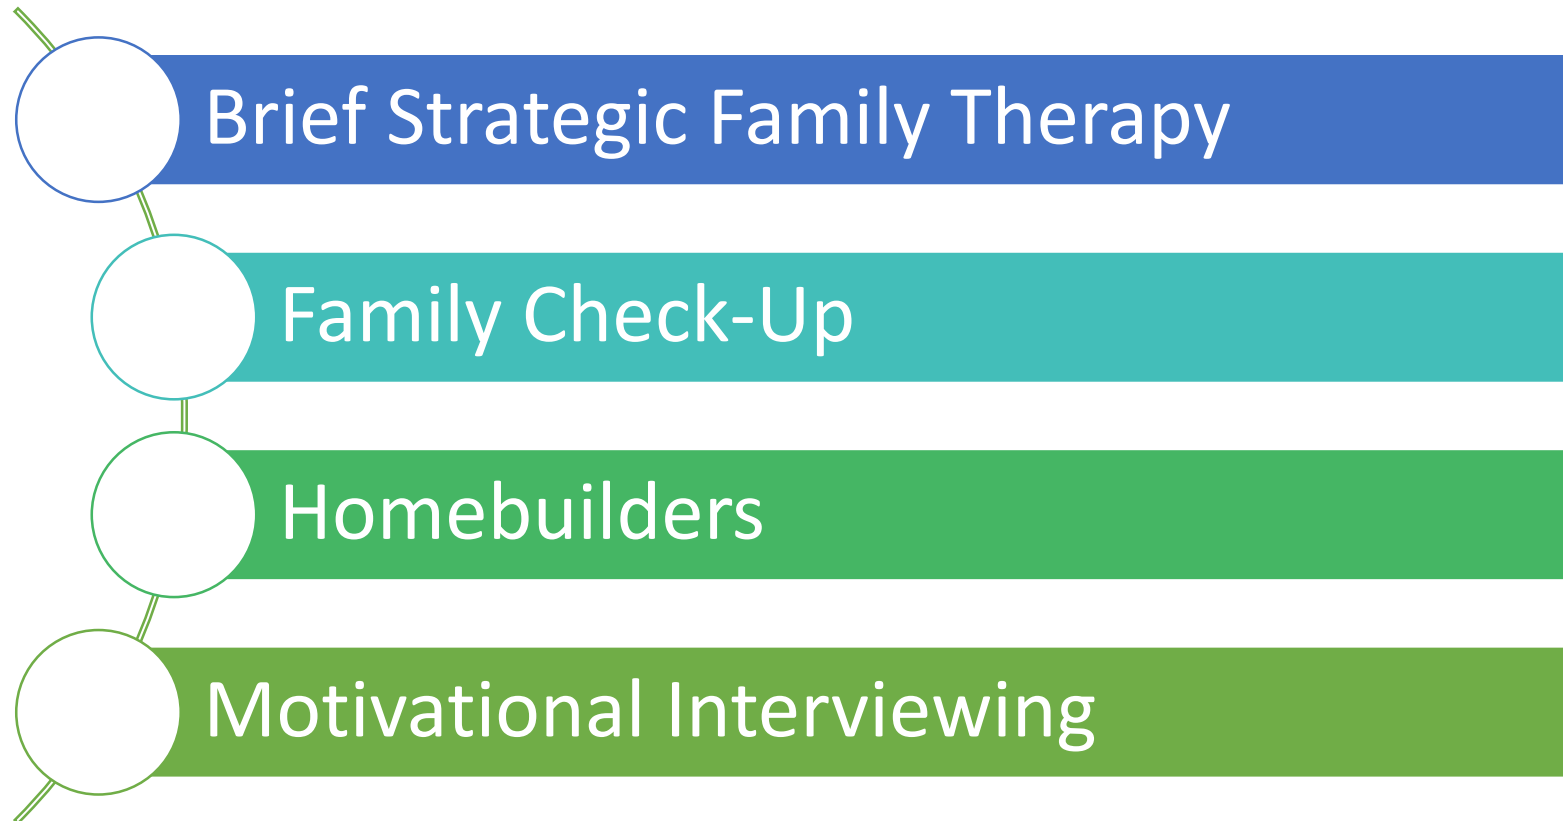 Brief Strategic Family Therapy
Family Check-Up
Homebuilders
Motivational Interviewing